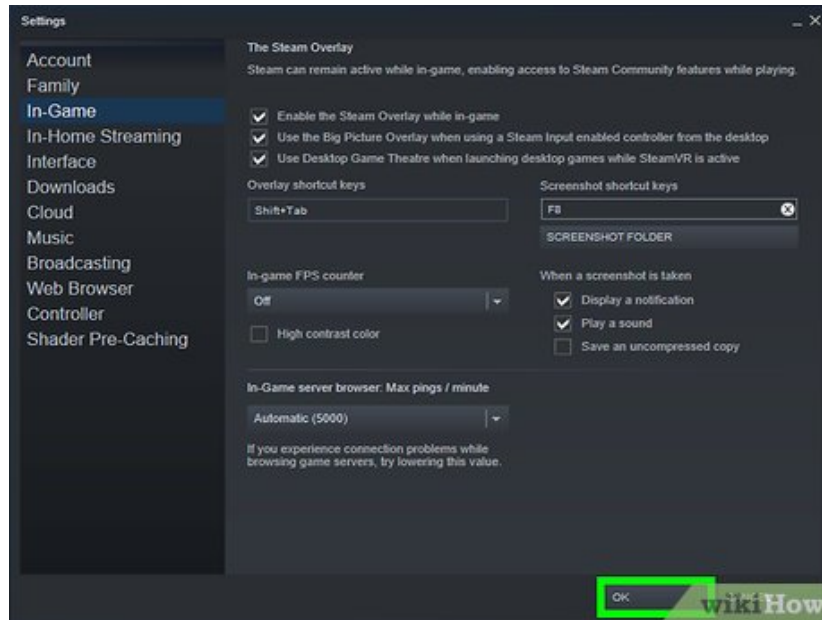 Settings
Account
Family
In-Game
In-Home Streaming
Interface
Downloads
Cloud
Music
Broadcasting
Web Browser
Controller
Shader Pre-Caching
The Steam Overlay
Steam can remain active while in-game, enabling access to Steam Community features while playing.
Enable the Steam Overlay while in-game
Use the Big Picture Overlay when using a Steam Input enabled controller from the desktop
Use Desktop Game Theatre when launching desktop games while SteamVR is active
Overlay shortcut keys
Shift+Tab
Screenshot shortcut keys
F8
SCREENSHOT FOLDER
In-game FPS counter
Off
High contrast color
When a screenshot is taken
Display a notification
Play a sound
Save an uncompressed copy
In-Game server browser: Max pings / minute
Automatic (5000)
If you experience connection problems while
browsing game servers, try lowering this value.
OK
wikiHow